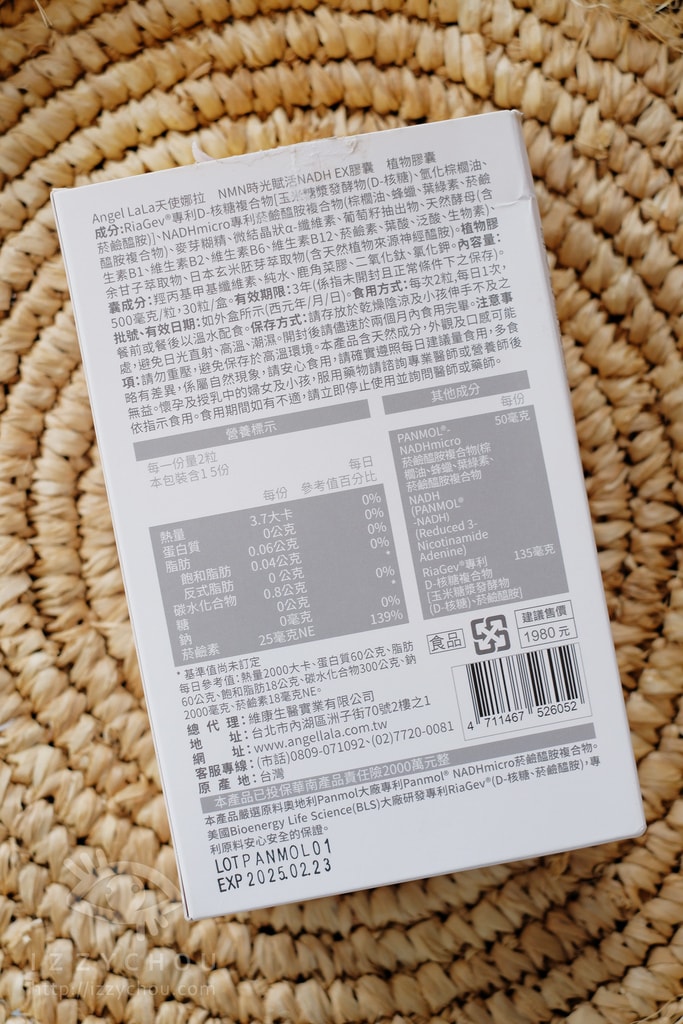 Angel LaLa天使娜拉 NMN時光賦活NADH EX膠囊 植物膠囊
成分:RiaGev®專利D-核糖複合物[玉米糖漿發酵物(D-核糖)、氫化棕櫚油、
菸鹼醯胺)]、NADHmicro專利菸鹼醯胺複合物(棕櫚油、蜂蠟、葉綠素、菸鹼
醯胺複合物)、麥芽糊精、微結晶狀α-纖維素、葡萄籽抽出物、天然酵母(含
生素B1、維生素B2、維生素B6、維生素B12、菸鹼素、葉酸、泛酸、生物素)、
余甘子萃取物、日本玄米胚芽萃取物(含天然植物來源神經醯胺)。植物膠
囊成分:羥丙基甲基纖維素、純水、鹿角菜膠、二氧化鈦、氯化鉀。內容量:
500毫克/粒,30粒/盒。有效期限:3年(係指未開封且正常條件下之保存)。
批號、有效日期:如外盒所示(西元年/月/日)。食用方式:每次2粒,每日1次,
餐前或餐後以溫水配食。保存方式:請存放於乾燥陰涼及小孩伸手不及之
處,避免日光直射、高溫、潮濕。開封後請儘速於兩個月內食用完畢。注意事
項:請勿重壓,避免保存於高溫環境。本產品含天然成分,外觀及口感可能
略有差異,係屬自然現象,請安心食用,請確實遵照每日建議量食用,多食
無益。懷孕及授乳中的婦女及小孩,服用藥物請諮詢專業醫師或營養師後
依指示食用。食用期間如有不適,請立即停止使用並詢問醫師或藥師。
營養標示
每一份量2粒
本包裝含15份
每份 每日參考值百分比
熱量 3.7大卡 0%
蛋白質 0公克 0%
脂肪 0.06公克 0%
飽和脂肪 0.04公克 0%
反式脂肪 0公克 *
碳水化合物 0.8公克 0%
糖 0公克 *
鈉 0毫克 0%
菸鹼素 25毫克NE 139%
*基準值尚未訂定
每日參考值:熱量2000大卡、蛋白質60公克、脂肪
60公克、飽和脂肪18公克、碳水化合物300公克、鈉
2000毫克、菸鹼素18毫克NE。
其他成分
每份
PANMOL®- 50毫克
NADHmicro
菸鹼醯胺複合物(棕
櫚油、蜂蠟、葉綠素、
菸鹼醯胺複合物
NADH
(PANMOL®
-NADH)
(Reduced 3-
Nicotinamide
Adenine)
RiaGev®專利 135毫克
D-核糖複合物
[玉米糖漿發酵物
(D-核糖)、菸鹼醯胺]
食品
建議售價
1980元
4 711467 526052
總代理:維康生醫實業有限公司
地址:台北市內湖區洲子街70號2樓之1
網址:www.angellala.com.tw
客服專線:(市話)0809-071092、(02)7720-0081
原產地:台灣
本產品已投保華南產品責任險2000萬元整
本產品嚴選原料奧地利Panmol大廠專利Panmol® NADHmicro菸鹼醯胺複合物。
美國Bioenergy Life Science(BLS)大廠研發專利RiaGev®(D-核糖、菸鹼醯胺),專
利原料安心安全的保證。
LOTPANMOL01
EXP 2025.02.23
IZZYCHOU
http://izzychou.com